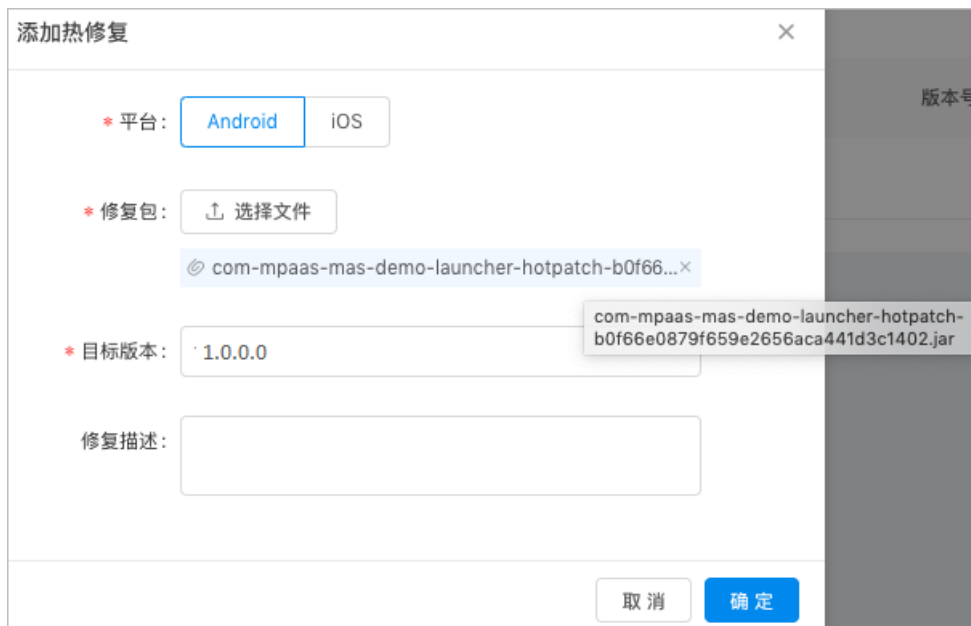 添加热修复
版本号
* 平台: Android iOS
* 修复包: 选择文件
com-mpaas-mas-demo-launcher-hotpatch-b0f66...
com-mpaas-mas-demo-launcher-hotpatch-
b0f66e0879f659e2656aca441d3c1402.jar
* 目标版本: 1.0.0.0
修复描述:
取 消 确 定